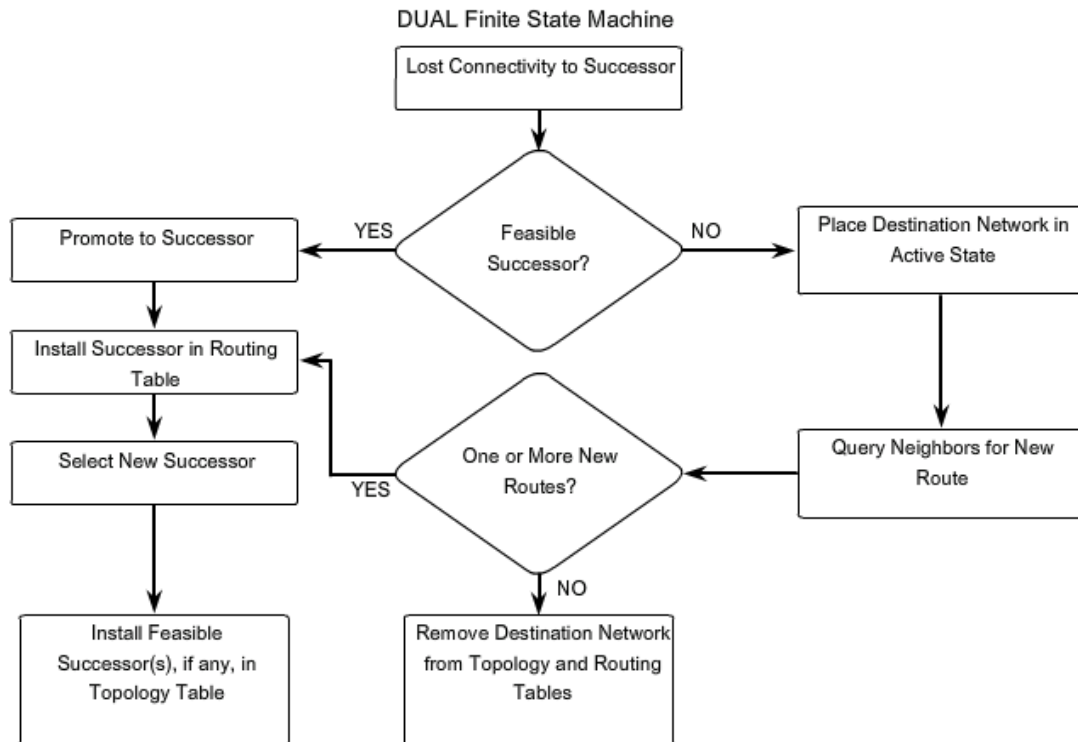 DUAL Finite State Machine
Lost Connectivity to Successor
Feasible
Successor?
YES
NO
Promote to Successor
Place Destination Network in
Active State
Install Successor in Routing
Table
Select New Successor
One or More New
Routes?
YES
Query Neighbors for New
Route
NO
Install Feasible
Successor(s), if any, in
Topology Table
Remove Destination Network
from Topology and Routing
Tables